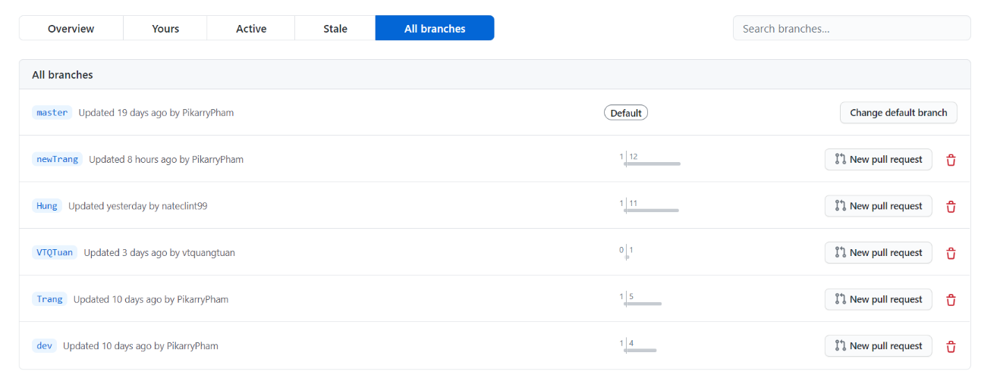 Overview Yours Active Stale All branches Search branches...
All branches
master Updated 19 days ago by PikarryPham Default Change default branch
newTrang Updated 8 hours ago by PikarryPham 1 12 New pull request
Hung Updated yesterday by nateclint99 1 11 New pull request
VTQTuan Updated 3 days ago by vtquangtuan 0 1 New pull request
Trang Updated 10 days ago by PikarryPham 1 5 New pull request
dev Updated 10 days ago by PikarryPham 1 4 New pull request